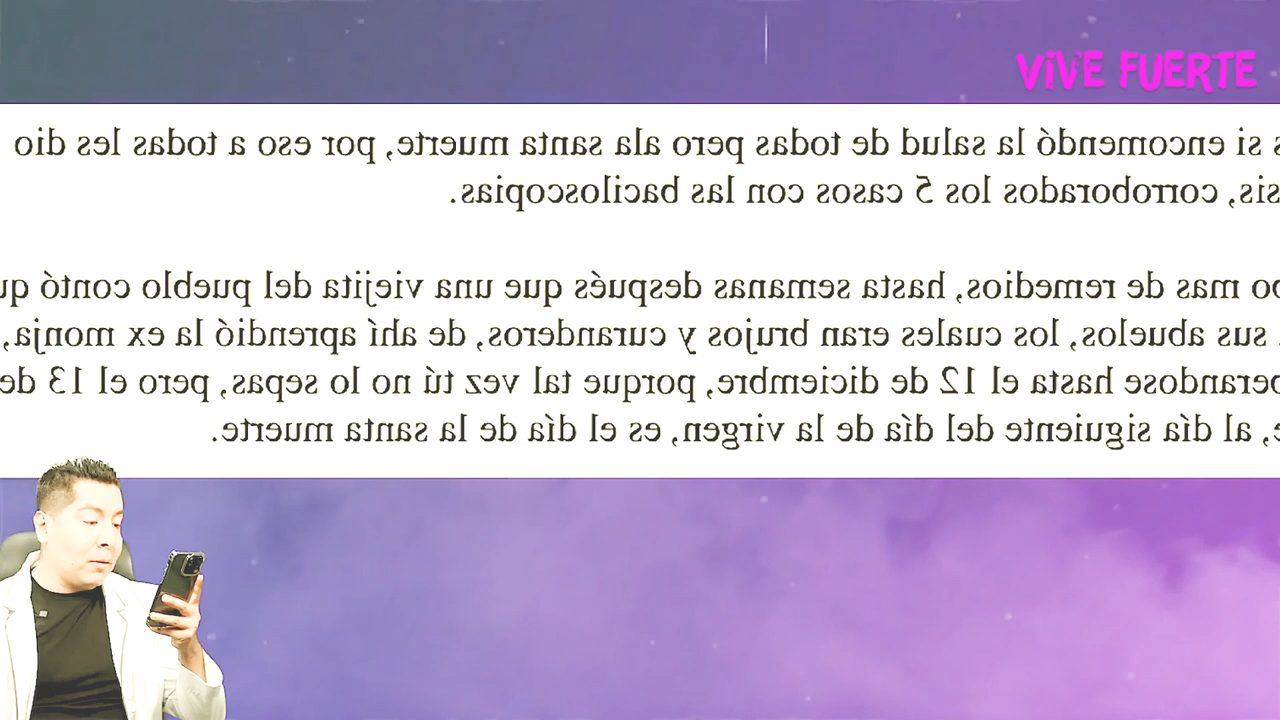 VIVE FUERTE
si encomendó la salud de todas pero ala santa muerte, por eso a todas les dio
sis, corroborados los 5 casos con las baciloscopias.
mas de remedios, hasta semanas después que una viejita del pueblo contó qu
sus abuelos, los cuales eran brujos y curanderos, de ahí aprendió la ex monja,
perandose hasta el 12 de diciembre, porque tal vez tú no lo sepas, pero el 13 de
e, al día siguiente del día de la virgen, es el día de la santa muerte.